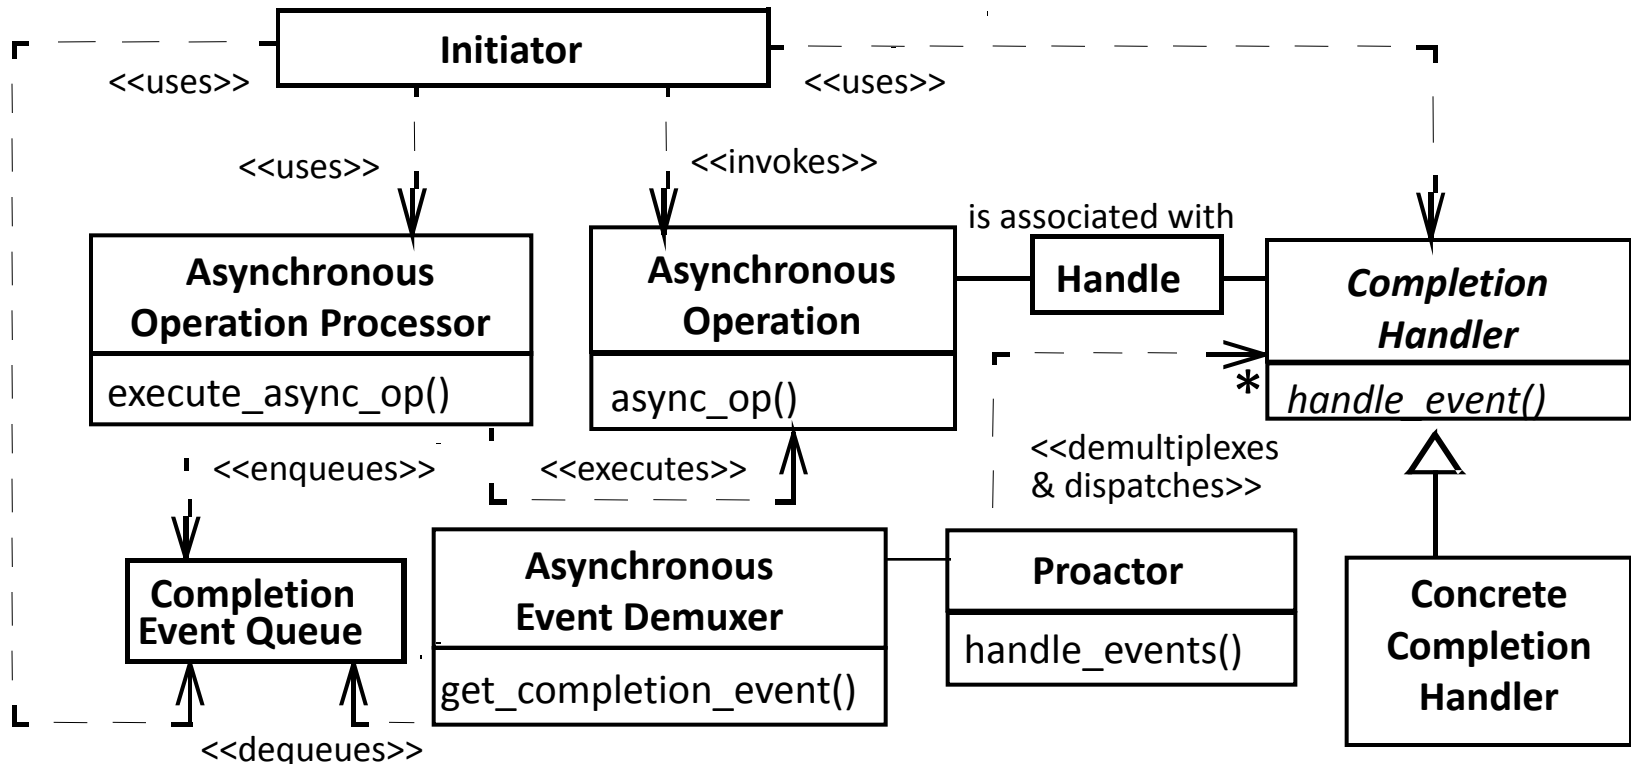 Initiator
<<uses>>
<<uses>>
<<uses>>
<<invokes>>
is associated with
Asynchronous
Operation Processor
execute_async_op()
Asynchronous
Operation
async_op()
Handle
Completion
Handler
handle_event()
*
<<enqueues>>
<<executes>>
<<demultiplexes
& dispatches>>
Completion
Event Queue
Asynchronous
Event Demuxer
get_completion_event()
Proactor
handle_events()
Concrete
Completion
Handler
<<dequeues>>